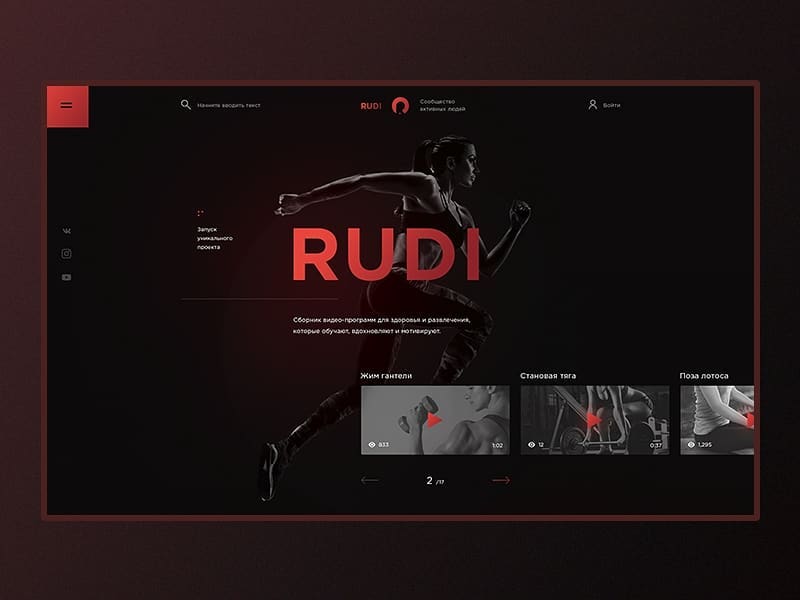 Начните вводить текст
RUDI
Сообщество
активных людей
Войти
Запуск
уникального
проекта
RUDI
Сборник видео-программ для здоровья и развлечения,
которые обучают, вдохновляют и мотивируют.
Жим гантели
Становая тяга
Поза лотоса
833
1:02
12
0:37
1,295
2 /17